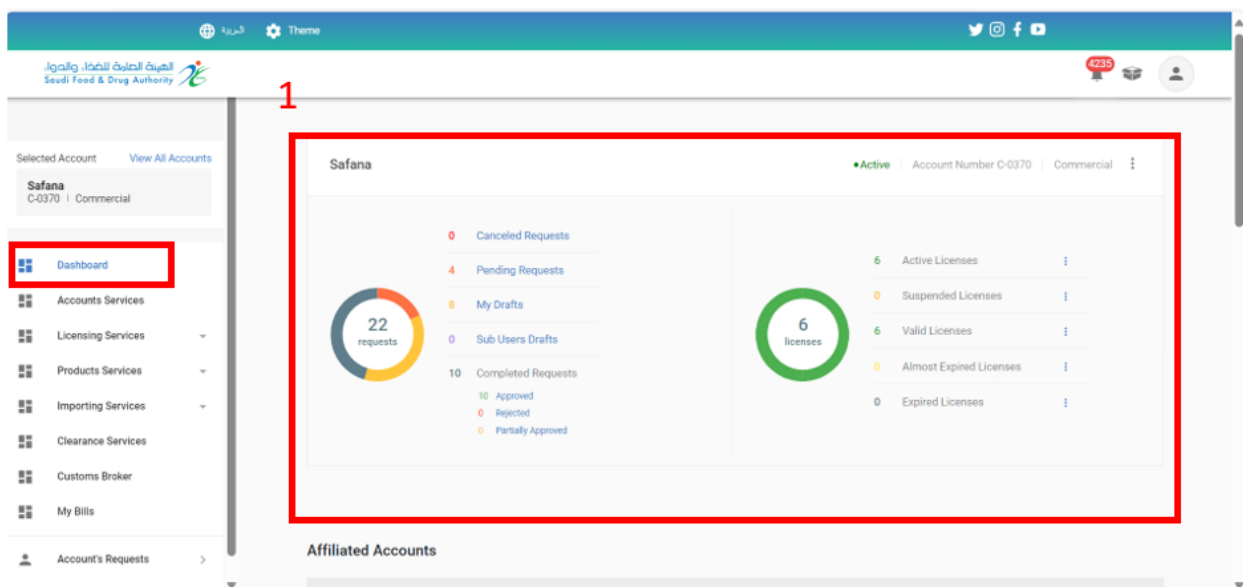 العربية Theme
الهيئة العامة للغذاء والدواء
Saudi Food & Drug Authority
4235
1
Selected Account View All Accounts
Safana
C-0370 | Commercial
Dashboard
Accounts Services
Licensing Services
Products Services
Importing Services
Clearance Services
Customs Broker
My Bills
Account's Requests
Safana
Active Account Number C-0370 Commercial
22
requests
0 Canceled Requests
4 Pending Requests
8 My Drafts
0 Sub Users Drafts
10 Completed Requests
10 Approved
0 Rejected
0 Partially Approved
6
licenses
6 Active Licenses
0 Suspended Licenses
6 Valid Licenses
0 Almost Expired Licenses
0 Expired Licenses
Affiliated Accounts